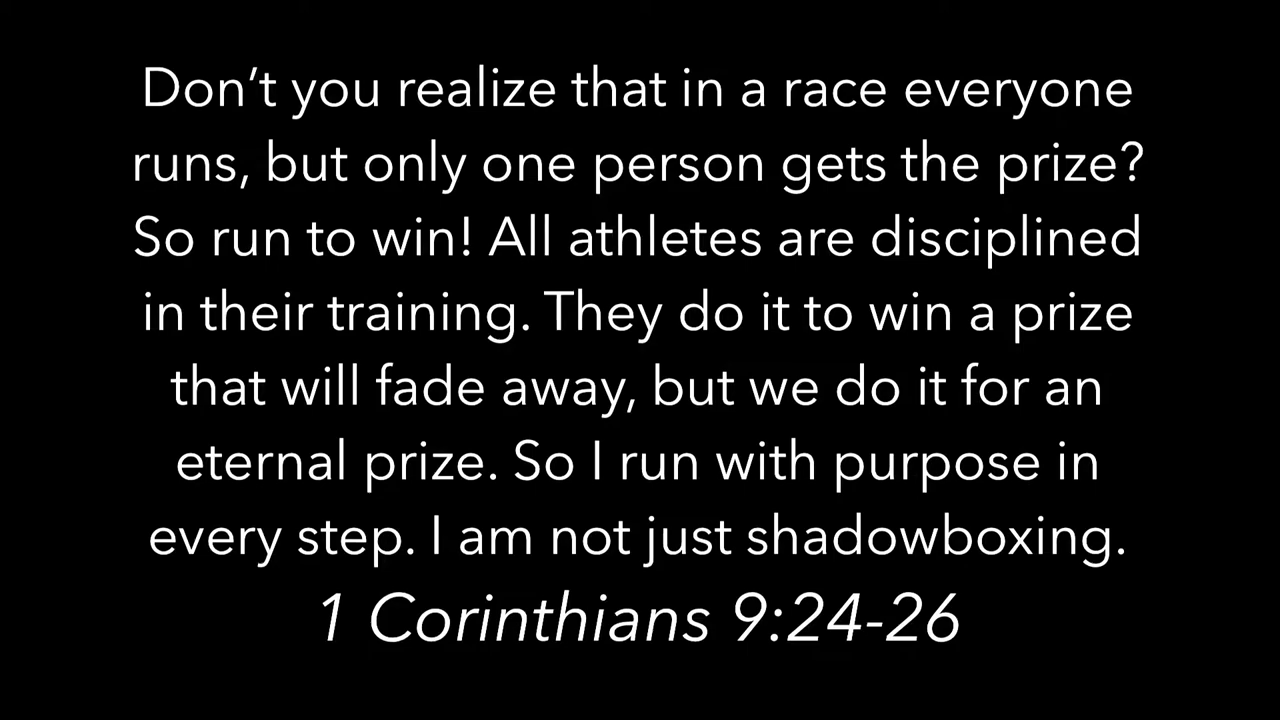 Don’t you realize that in a race everyone
runs, but only one person gets the prize?
So run to win! All athletes are disciplined
in their training. They do it to win a prize
that will fade away, but we do it for an
eternal prize. So I run with purpose in
every step. I am not just shadowboxing.
1 Corinthians 9:24-26